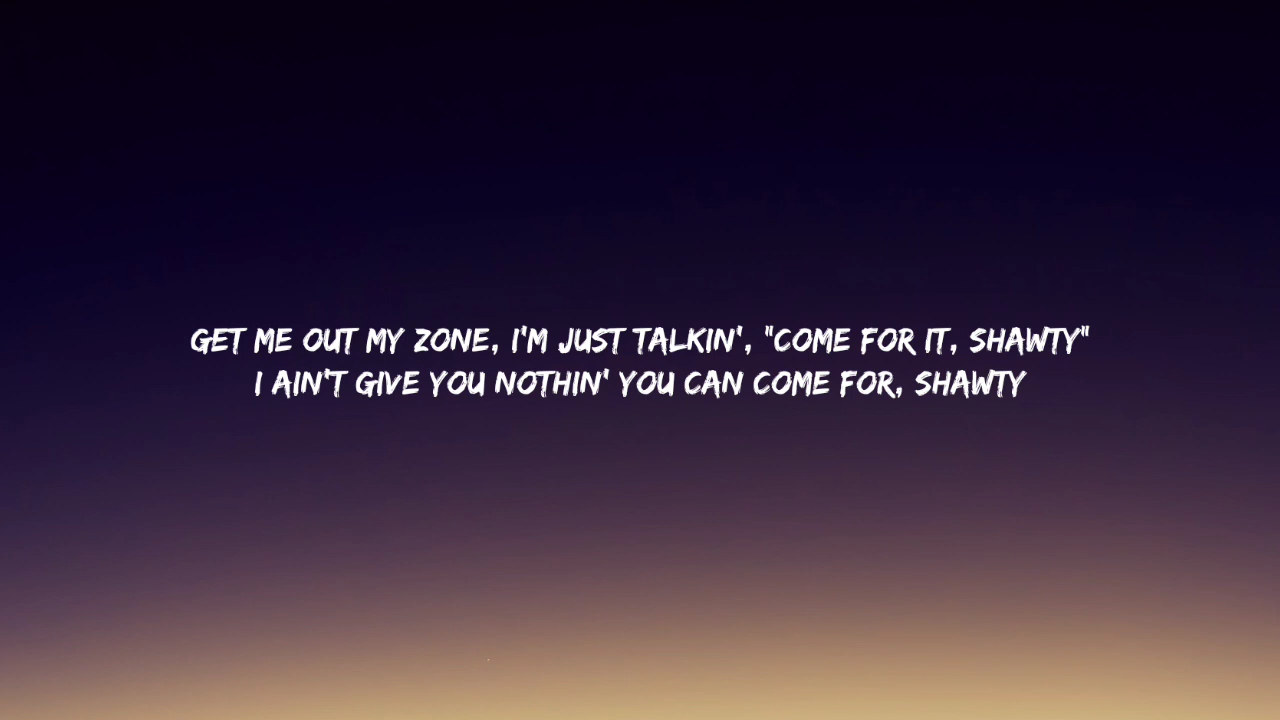 GET ME OUT MY ZONE, I'M JUST TALKIN', "COME FOR IT, SHAWTY"
I AIN'T GIVE YOU NOTHIN' YOU CAN COME FOR, SHAWTY